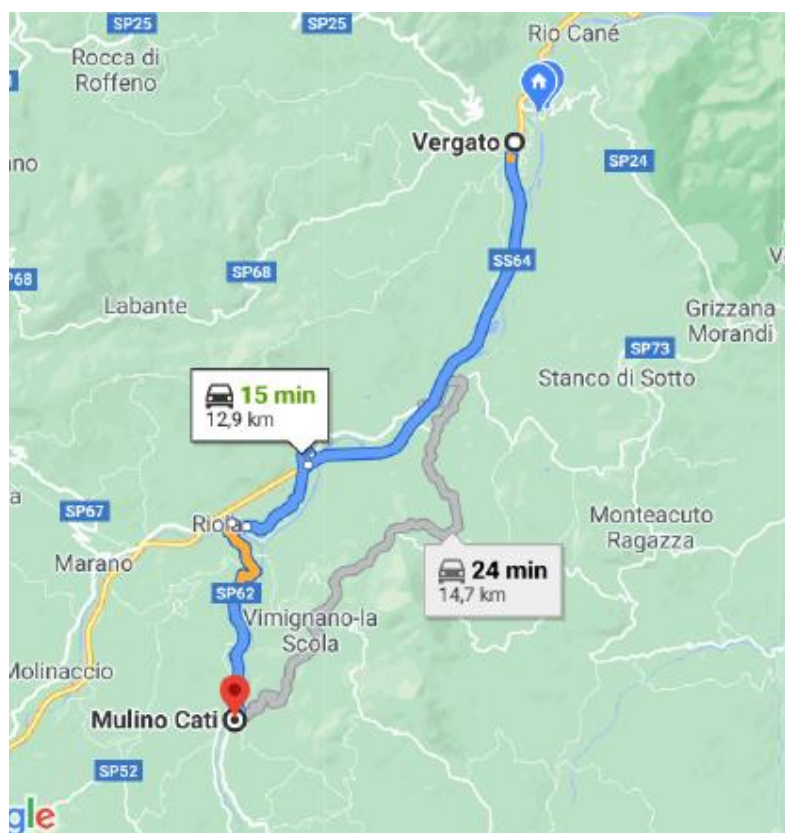 SP25
SP25
Rio Cané
Rocca di
Roffeno
Vergato
ano
SP24
SS64
SP68
SP68
Labante
Grizzana
Morandi
SP73
Stanco di Sotto
15 min
12,9 km
SP67
Riola
Monteacuto
Ragazza
Marano
24 min
14,7 km
SP62
Vimignano-la
Scola
Molinaccio
Mulino Cati
SP52
gle